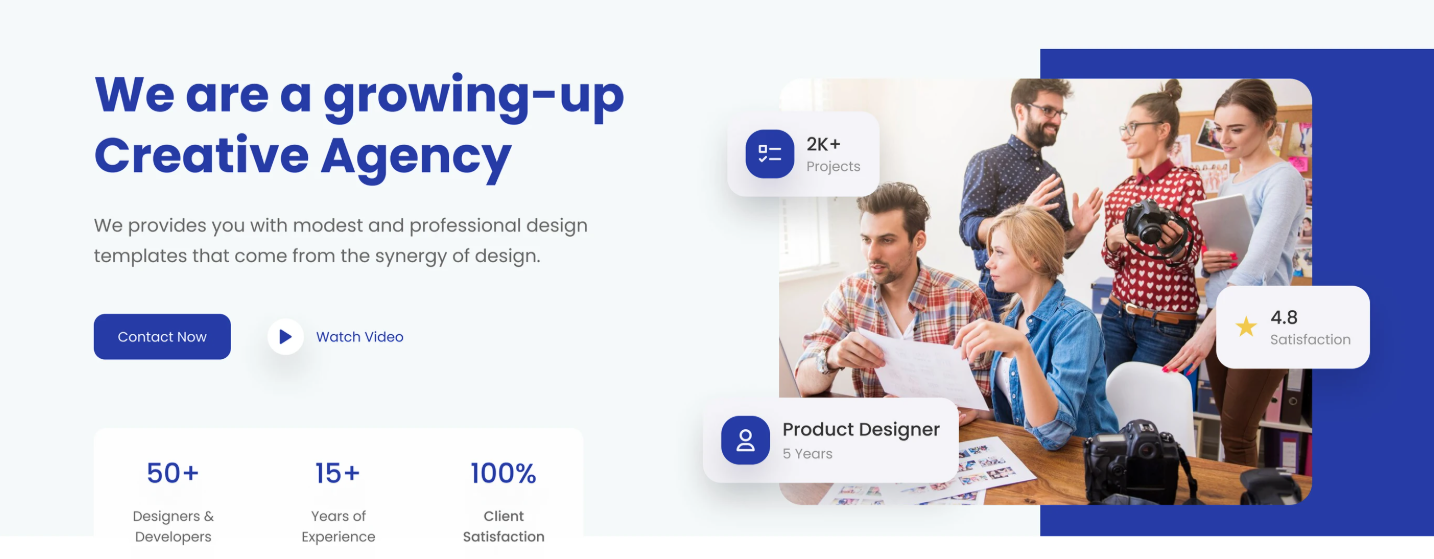 We are a growing-up
Creative Agency
We provides you with modest and professional design
templates that come from the synergy of design.
Contact Now
Watch Video
50+
Designers &
Developers
15+
Years of
Experience
100%
Client
Satisfaction
2K+
Projects
4.8
Satisfaction
Product Designer
5 Years